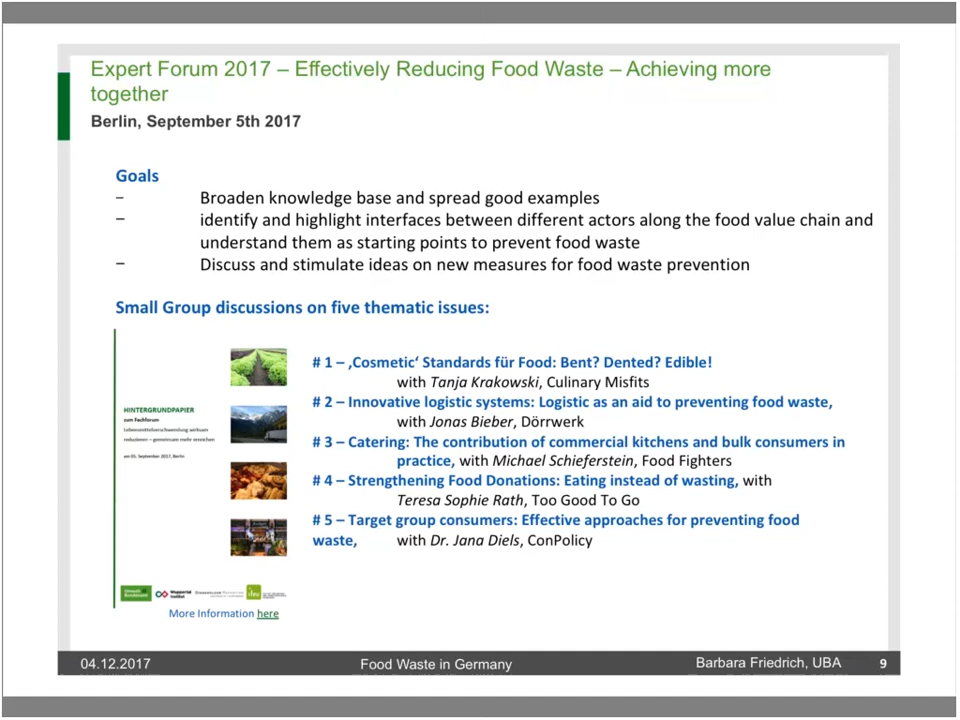 Expert Forum 2017 – Effectively Reducing Food Waste – Achieving more
together
Berlin, September 5th 2017
Goals
– Broaden knowledge base and spread good examples
– identify and highlight interfaces between different actors along the food value chain and
understand them as starting points to prevent food waste
– Discuss and stimulate ideas on new measures for food waste prevention
Small Group discussions on five thematic issues:
HINTERGRUNDPAPIER
zum Fachforum
Lebensmittelverschwendung wirksam
reduzieren – gemeinsam mehr erreichen
am 05. September 2017, Berlin
Umwelt
Bundesamt
Wuppertal
Institut
ifeu
More Information here
# 1 – ‚Cosmetic‘ Standards für Food: Bent? Dented? Edible!
with Tanja Krakowski, Culinary Misfits
# 2 – Innovative logistic systems: Logistic as an aid to preventing food waste,
with Jonas Bieber, Dörrwerk
# 3 – Catering: The contribution of commercial kitchens and bulk consumers in
practice, with Michael Schieferstein, Food Fighters
# 4 – Strengthening Food Donations: Eating instead of wasting, with
Teresa Sophie Rath, Too Good To Go
# 5 – Target group consumers: Effective approaches for preventing food
waste, with Dr. Jana Diels, ConPolicy
04.12.2017 Food Waste in Germany Barbara Friedrich, UBA 9